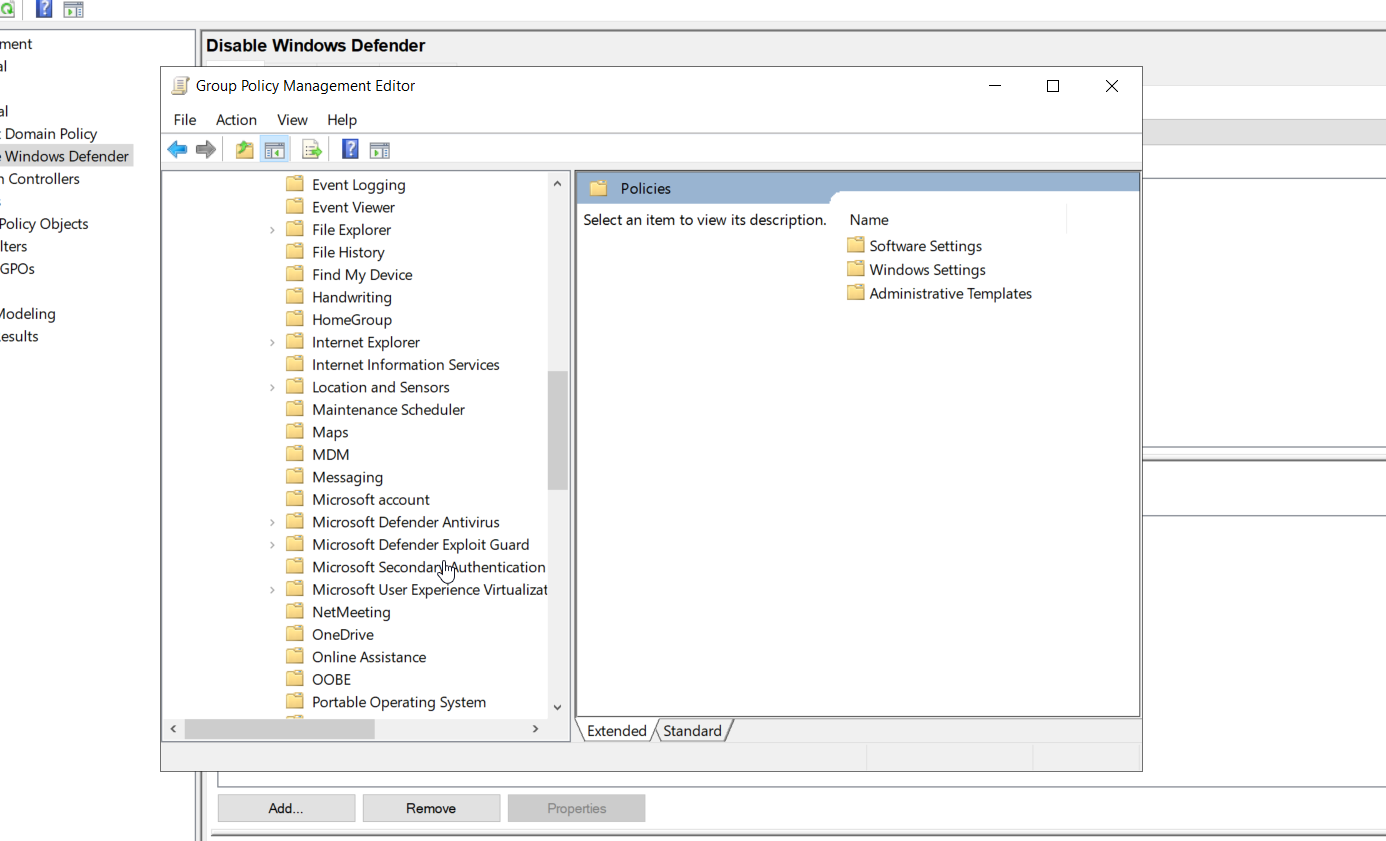 ment
al
al
t Domain Policy
e Windows Defender
n Controllers
s
Policy Objects
lters
GPOs
Modeling
esults
Disable Windows Defender
Group Policy Management Editor
File Action View Help
Event Logging
Event Viewer
File Explorer
File History
Find My Device
Handwriting
HomeGroup
Internet Explorer
Internet Information Services
Location and Sensors
Maintenance Scheduler
Maps
MDM
Messaging
Microsoft account
Microsoft Defender Antivirus
Microsoft Defender Exploit Guard
Microsoft Secondary Authentication
Microsoft User Experience Virtualizat
NetMeeting
OneDrive
Online Assistance
OOBE
Portable Operating System
Policies
Select an item to view its description.
Name
Software Settings
Windows Settings
Administrative Templates
Extended Standard
Add... Remove Properties